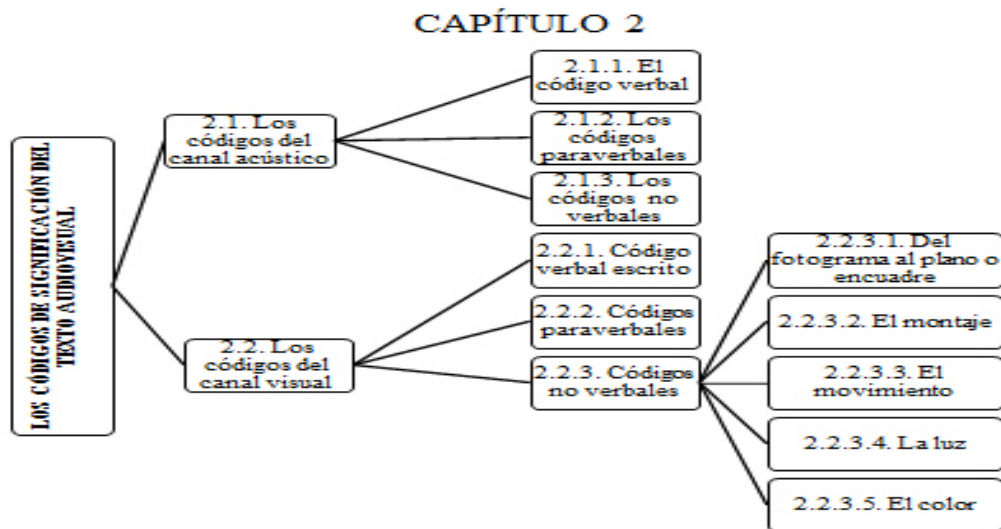 CAPÍTULO 2
LOS CÓDIGOS DE SIGNIFICACIÓN DEL
TEXTO AUDIOVISUAL
2.1. Los
códigos del
canal acústico
2.1.1. El
código verbal
2.1.2. Los
códigos
paraverbales
2.1.3. Los
códigos no
verbales
2.2. Los
códigos del
canal visual
2.2.1. Código
verbal escrito
2.2.2. Códigos
paraverbales
2.2.3. Códigos
no verbales
2.2.3.1. Del
fotograma al plano o
encuadre
2.2.3.2. El montaje
2.2.3.3. El
movimiento
2.2.3.4. La luz
2.2.3.5. El color